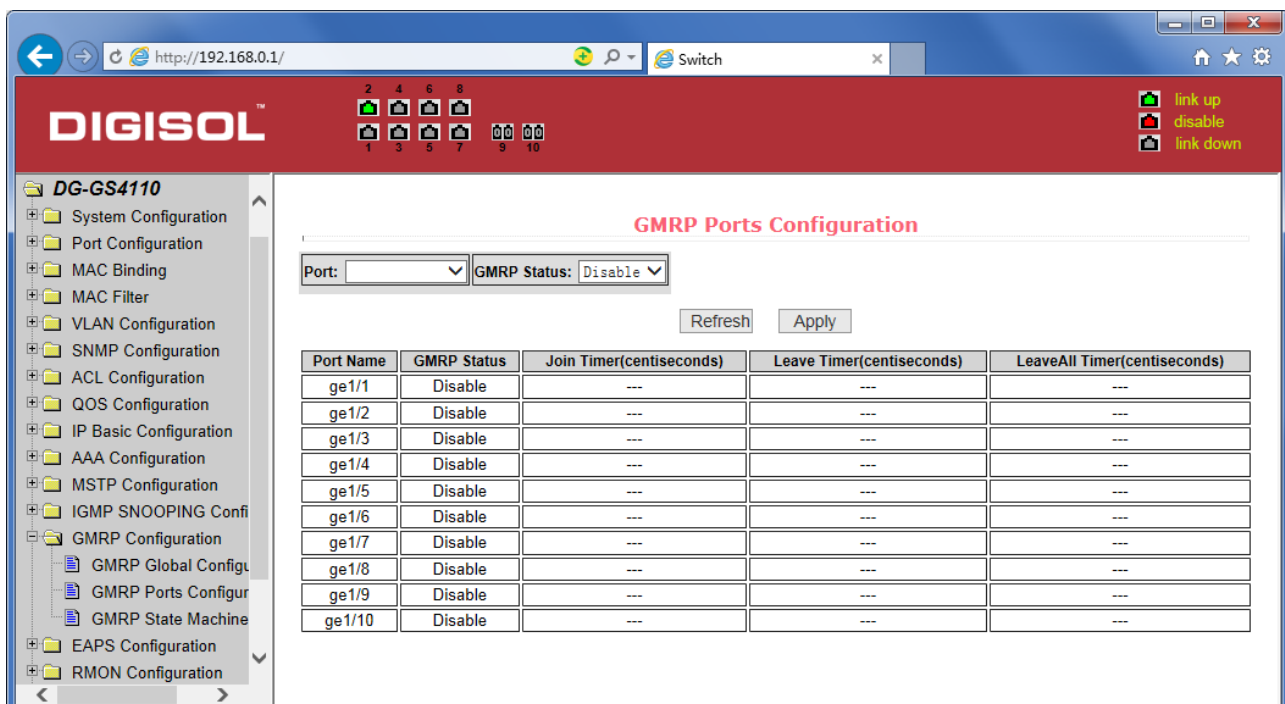 http://192.168.0.1/
Switch
DIGISOL™
2 4 6 8
1 3 5 7 9 10
link up
disable
link down
DG-GS4110
System Configuration
Port Configuration
MAC Binding
MAC Filter
VLAN Configuration
SNMP Configuration
ACL Configuration
QOS Configuration
IP Basic Configuration
AAA Configuration
MSTP Configuration
IGMP SNOOPING Confi
GMRP Configuration
GMRP Global Configu
GMRP Ports Configur
GMRP State Machine
EAPS Configuration
RMON Configuration
GMRP Ports Configuration
Port: GMRP Status: Disable
Refresh Apply
Port Name GMRP Status Join Timer(centiseconds) Leave Timer(centiseconds) LeaveAll Timer(centiseconds)
ge1/1 Disable --- --- ---
ge1/2 Disable --- --- ---
ge1/3 Disable --- --- ---
ge1/4 Disable --- --- ---
ge1/5 Disable --- --- ---
ge1/6 Disable --- --- ---
ge1/7 Disable --- --- ---
ge1/8 Disable --- --- ---
ge1/9 Disable --- --- ---
ge1/10 Disable --- --- ---